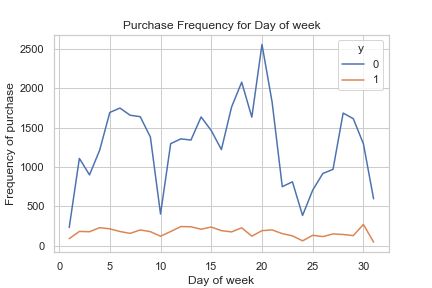 Purchase Frequency for Day of week
y
0
1
Frequency of purchase
2500
2000
1500
1000
500
0
0 5 10 15 20 25 30
Day of week